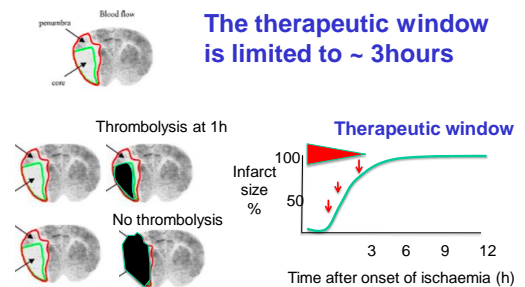 Blood flow
penumbra
core
The therapeutic window
is limited to ~ 3hours
Thrombolysis at 1h
No thrombolysis
Therapeutic window
Infarct
size
%
100
50
3 6 9 12
Time after onset of ischaemia (h)